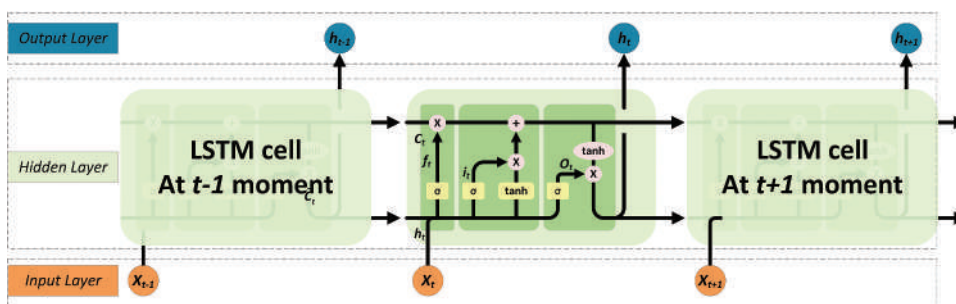 Output Layer
h_{t-1}
h_t
h_{t+1}
Hidden Layer
LSTM cell
At t-1 moment
C_t
C_t
X
+
f_t
i_t
X
O_t
tanh
X
σ
σ
tanh
σ
h_t
LSTM cell
At t+1 moment
Input Layer
X_{t-1}
X_t
X_{t+1}